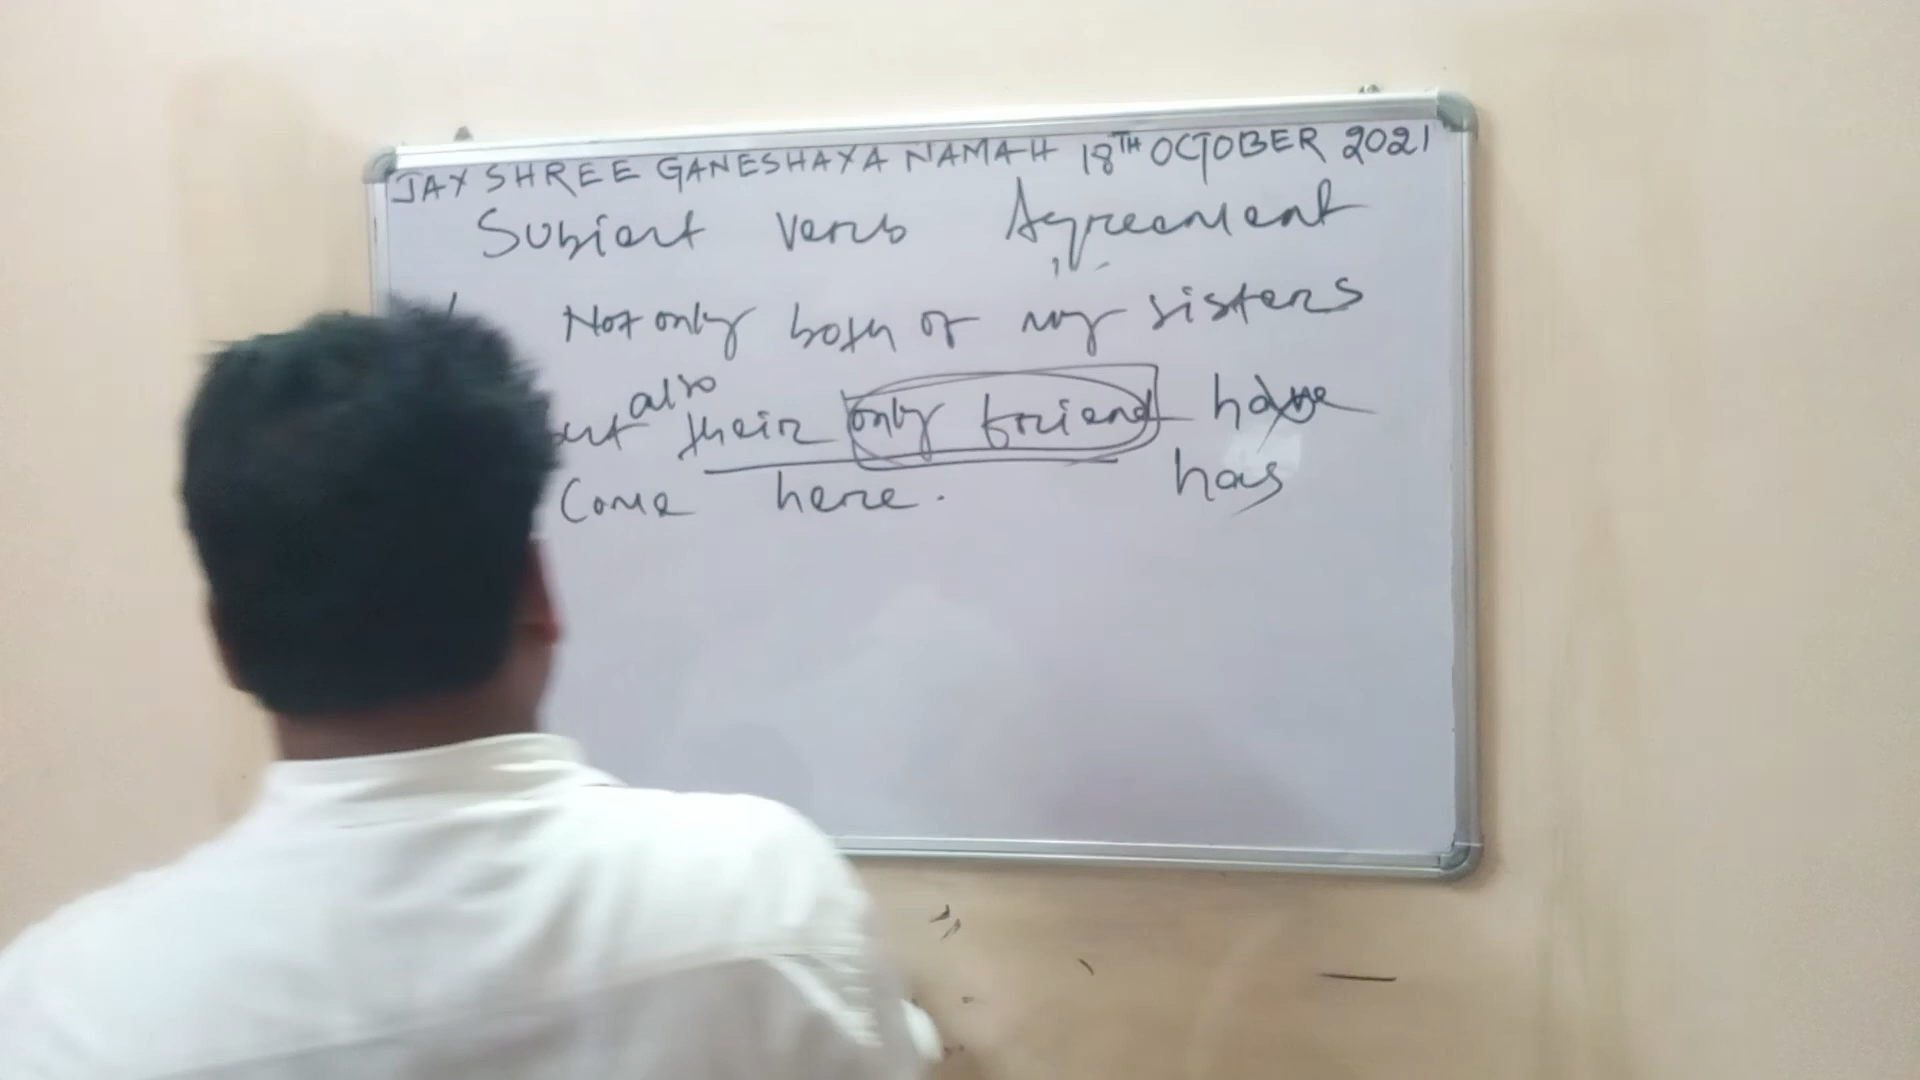 JAY SHREE GANESHAYA NAMAH 18TH OCTOBER 2021
Subject Verb Agreement
Not only both of my sisters
but also their only friend have
Come here. has